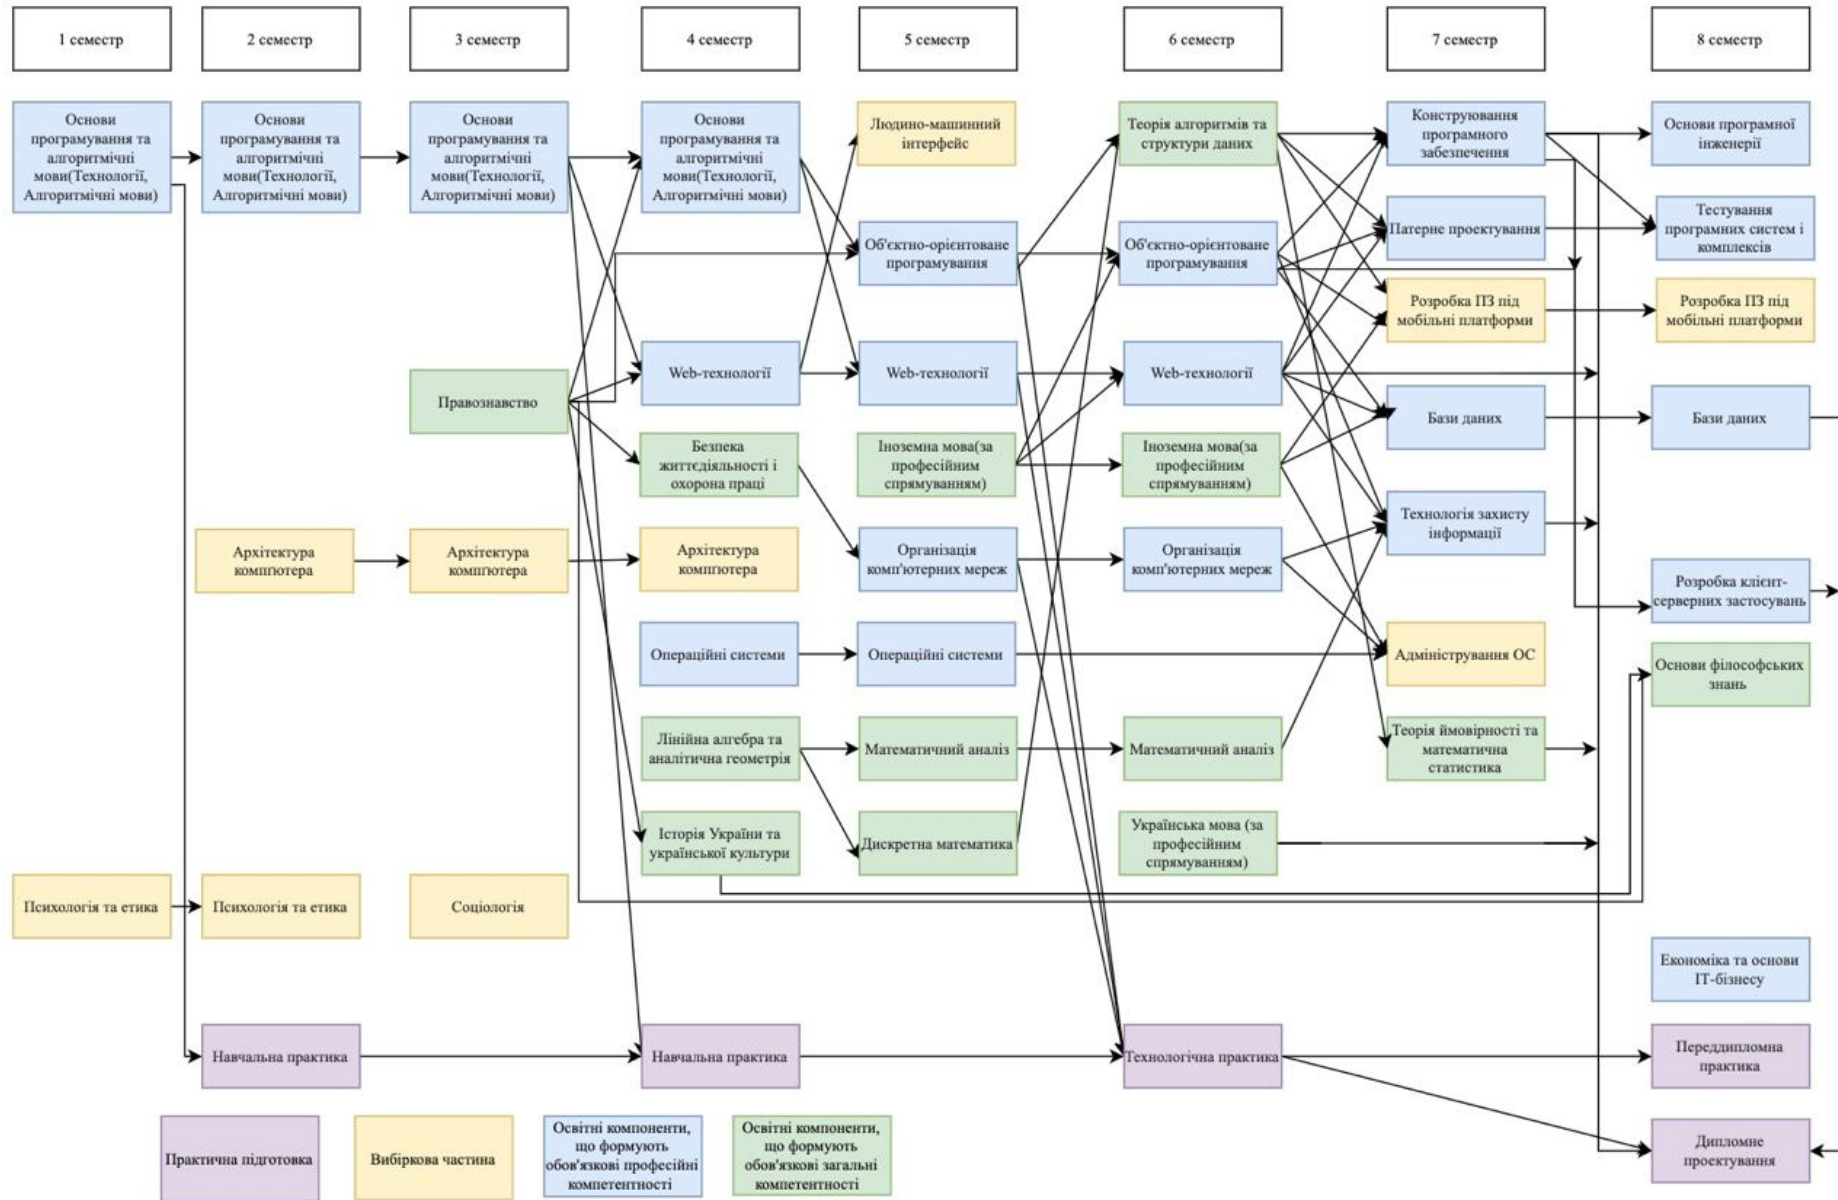 1 семестр
2 семестр
3 семестр
4 семестр
5 семестр
6 семестр
7 семестр
8 семестр
Основи
програмування та
алгоритмічні
мови(Технології,
Алгоритмічні мови)
Основи
програмування та
алгоритмічні
мови(Технології,
Алгоритмічні мови)
Основи
програмування та
алгоритмічні
мови(Технології,
Алгоритмічні мови)
Основи
програмування та
алгоритмічні
мови(Технології,
Алгоритмічні мови)
Людино-машинний
інтерфейс
Теорія алгоритмів та
структури даних
Конструювання
програмного
забезпечення
Основи програмної
інженерії
Об'єктно-орієнтоване
програмування
Об'єктно-орієнтоване
програмування
Патерне проектування
Тестування
програмних систем і
комплексів
Розробка ПЗ під
мобільні платформи
Розробка ПЗ під
мобільні платформи
Правознавство
Web-технології
Web-технології
Web-технології
Бази даних
Бази даних
Безпека
життєдіяльності і
охорона праці
Іноземна мова(за
професійним
спрямуванням)
Іноземна мова(за
професійним
спрямуванням)
Технологія захисту
інформації
Архітектура
комп'ютера
Архітектура
комп'ютера
Архітектура
комп'ютера
Організація
комп'ютерних мереж
Організація
комп'ютерних мереж
Розробка клієнт-
серверних застосувань
Операційні системи
Операційні системи
Адміністрування ОС
Основи філософських
знань
Лінійна алгебра та
аналітична геометрія
Математичний аналіз
Математичний аналіз
Теорія ймовірності та
математична
статистика
Історія України та
української культури
Дискретна математика
Українська мова (за
професійним
спрямуванням)
Психологія та етика
Психологія та етика
Соціологія
Економіка та основи
IT-бізнесу
Навчальна практика
Навчальна практика
Технологічна практика
Переддипломна
практика
Дипломне
проектування
Практична підготовка
Вибіркова частина
Освітні компоненти,
що формують
обов'язкові професійні
компетентності
Освітні компоненти,
що формують
обов'язкові загальні
компетентності